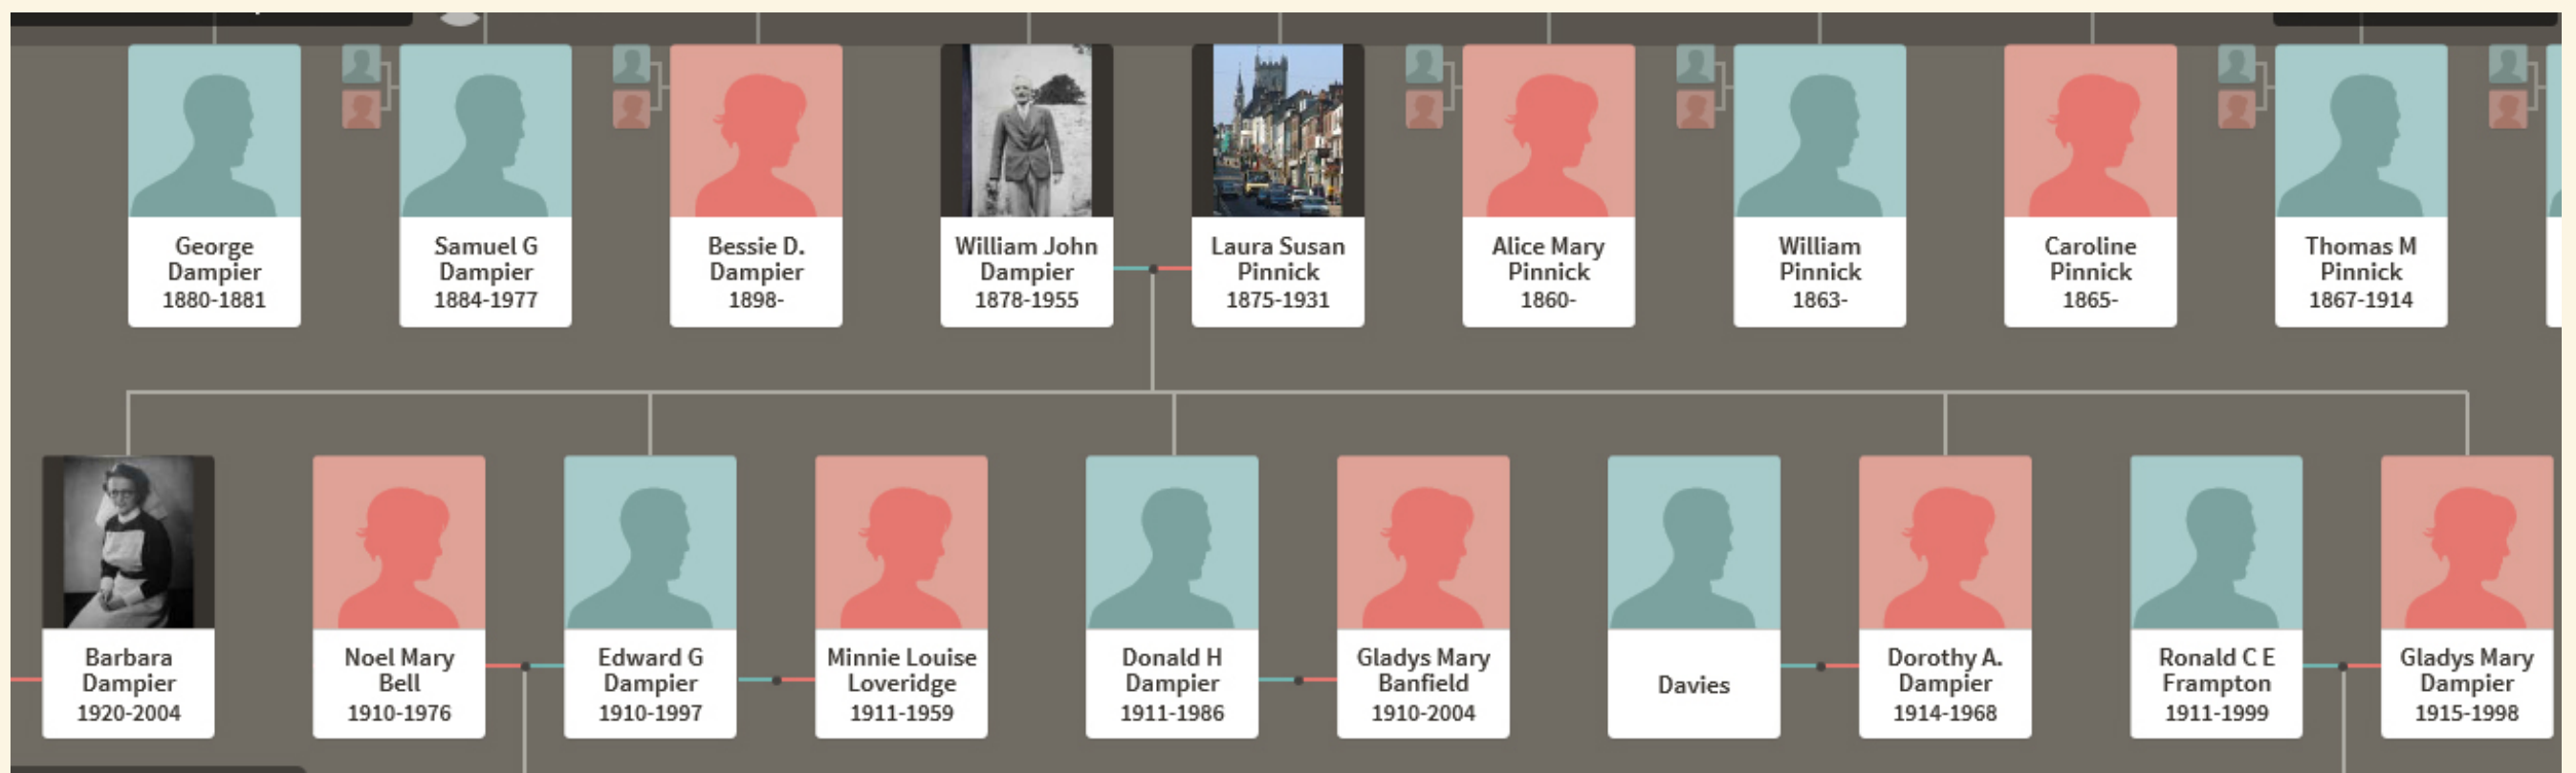 George
Dampier
1880-1881
Samuel G
Dampier
1884-1977
Bessie D.
Dampier
1898-
William John
Dampier
1878-1955
Laura Susan
Pinnick
1875-1931
Alice Mary
Pinnick
1860-
William
Pinnick
1863-
Caroline
Pinnick
1865-
Thomas M
Pinnick
1867-1914
Barbara
Dampier
1920-2004
Noel Mary
Bell
1910-1976
Edward G
Dampier
1910-1997
Minnie Louise
Loveridge
1911-1959
Donald H
Dampier
1911-1986
Gladys Mary
Banfield
1910-2004
Davies
Dorothy A.
Dampier
1914-1968
Ronald C E
Frampton
1911-1999
Gladys Mary
Dampier
1915-1998